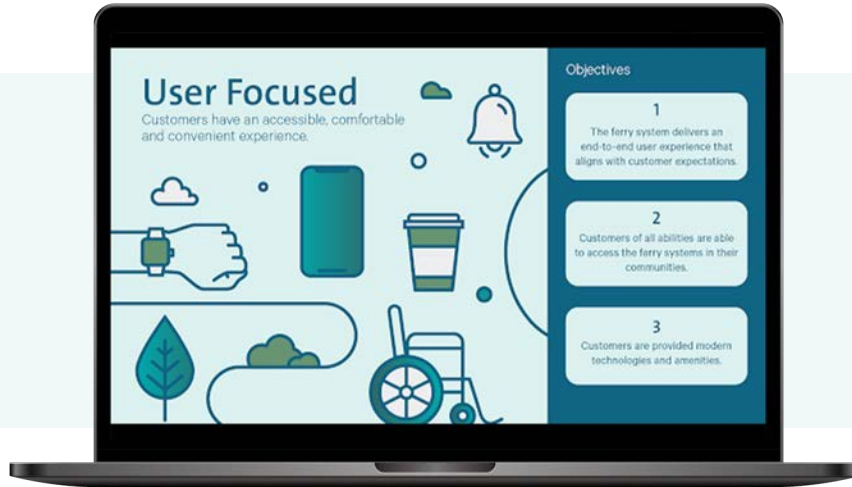 User Focused
Customers have an accessible, comfortable
and convenient experience.
Objectives
1
The ferry system delivers an
end-to-end user experience that
aligns with customer expectations.
2
Customers of all abilities are able
to access the ferry systems in their
communities.
3
Customers are provided modern
technologies and amenities.